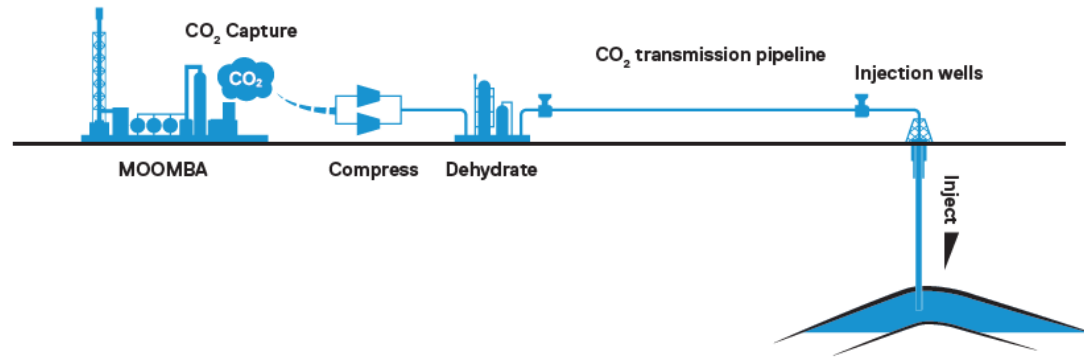 CO₂ Capture
CO₂
CO₂ transmission pipeline
Injection wells
MOOMBA
Compress
Dehydrate
Inject